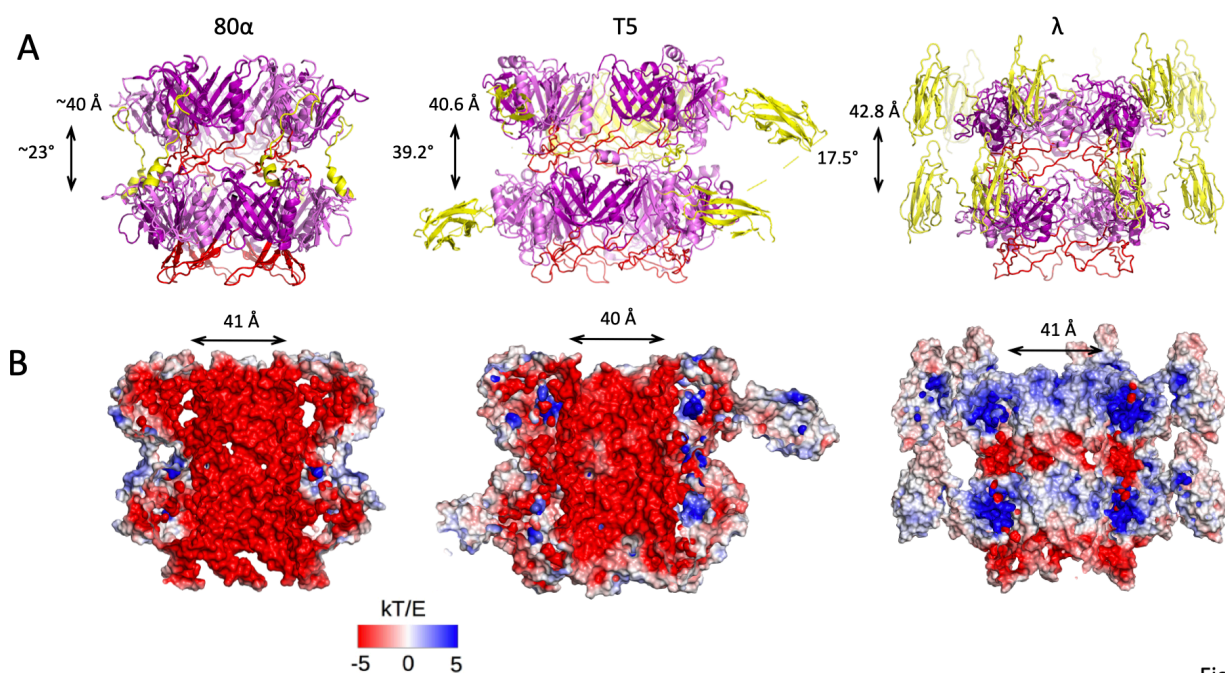 80α T5 λ
A
~40 Å 40.6 Å 42.8 Å
~23° 39.2° 17.5°
41 Å 40 Å 41 Å
B
kT/E
-5 0 5